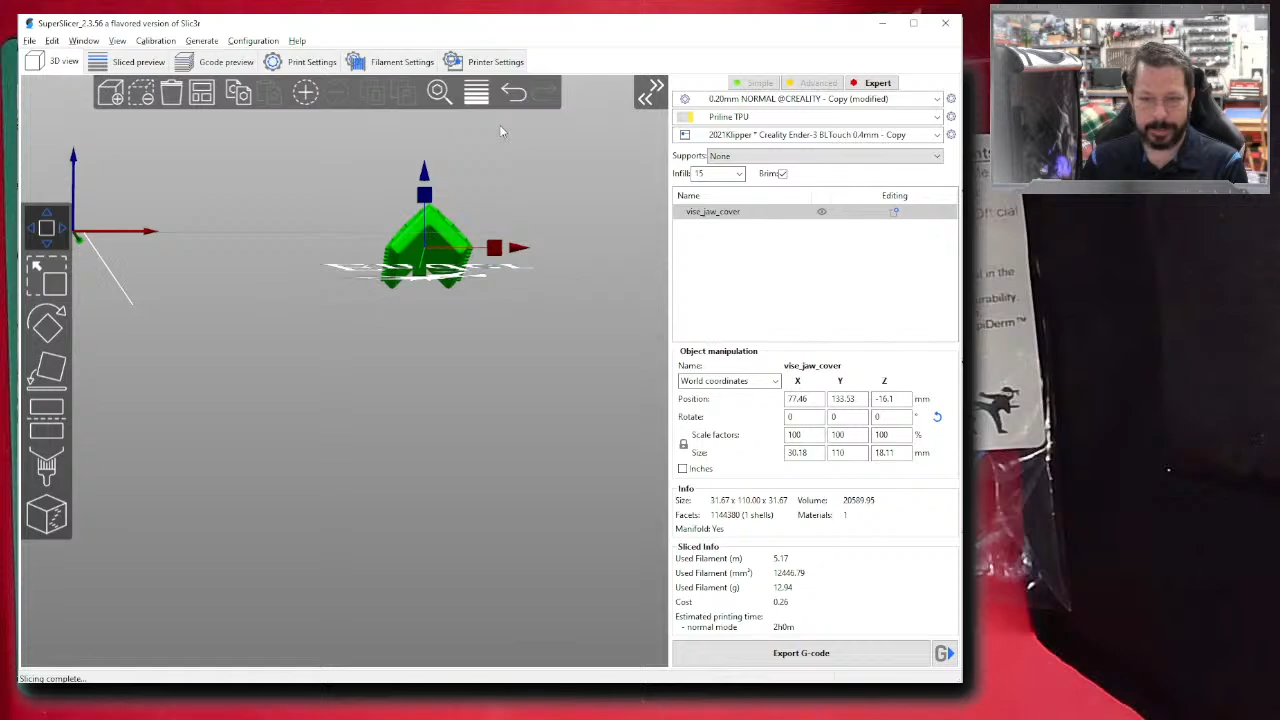 SuperSlicer_2.3.56 a flavored version of Slic3r
File Edit Window View Calibration Generate Configuration Help
3D view Sliced preview Gcode preview Print Settings Filament Settings Printer Settings
Simple Advanced Expert
0.20mm NORMAL @CREALITY - Copy (modified)
Priline TPU
2021Klipper * Creality Ender-3 BLTouch 0.4mm - Copy
Supports: None
Infill: 15 Brim:
Name Editing
vise_jaw_cover
Object manipulation
Name: vise_jaw_cover
World coordinates X Y Z
Position: 77.46 133.53 -16.1 mm
Rotate: 0 0 0 °
Scale factors: 100 100 100 %
Size: 30.18 110 18.11 mm
Inches
Info
Size: 31.67 x 110.00 x 31.67 Volume: 20589.95
Facets: 1144380 (1 shells) Materials: 1
Manifold: Yes
Sliced Info
Used Filament (m) 5.17
Used Filament (mm³) 12446.79
Used Filament (g) 12.94
Cost 0.26
Estimated printing time:
- normal mode 2h0m
Export G-code
G
Slicing complete...
cial
in the
urability.
piDerm™